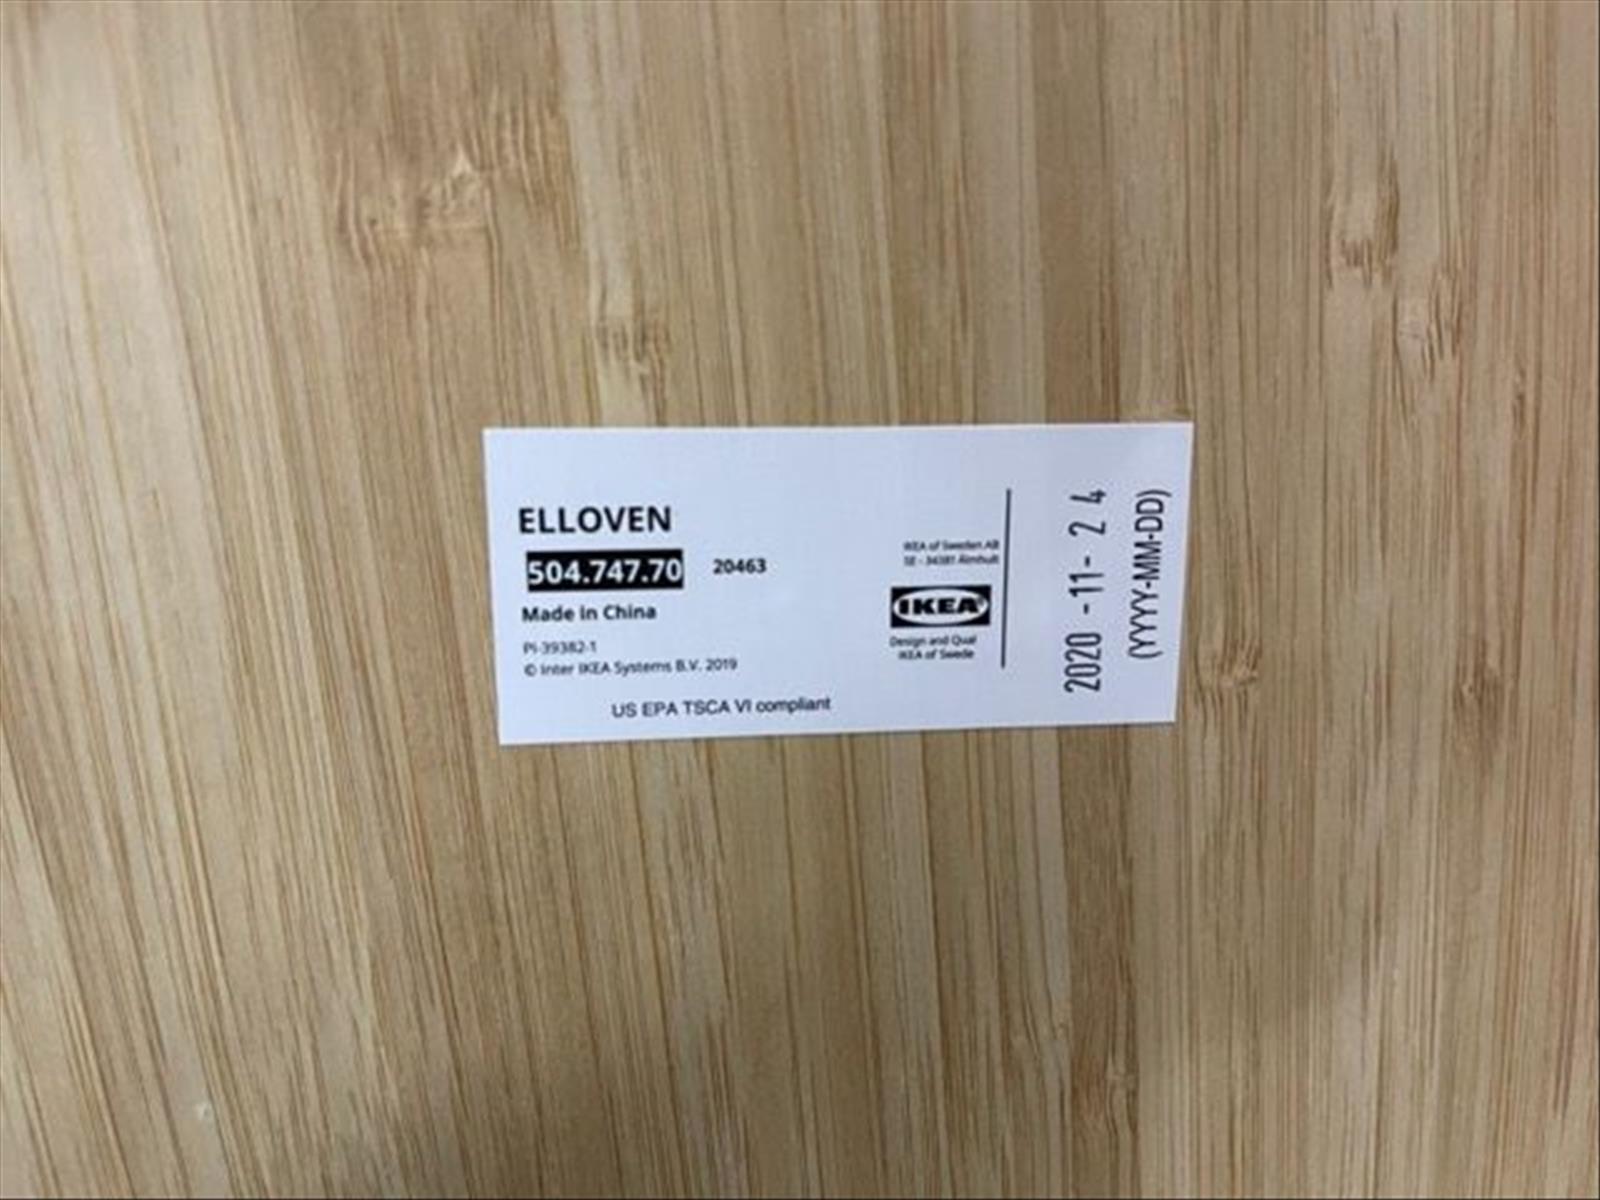 ELLOVEN
504.747.70 20463
Made in China
PI-39382-1
© Inter IKEA Systems B.V. 2019
US EPA TSCA VI compliant
IKEA of Sweden AB
SE - 34381 Älmhult
IKEA®
Design and Qual
IKEA of Swede
2020 -11- 2 4
(YYYY-MM-DD)